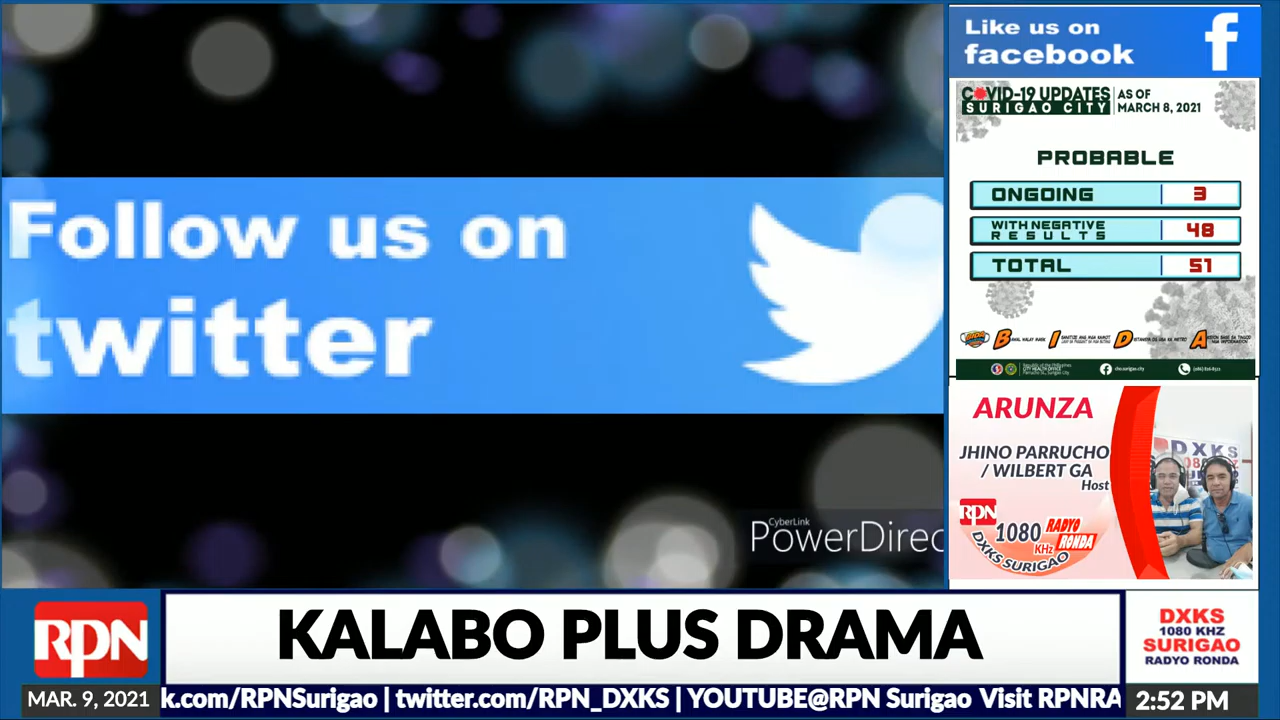 Follow us on
twitter
CyberLink
PowerDirec
Like us on
facebook
COVID-19 UPDATES
SURIGAO CITY
AS OF
MARCH 8, 2021
PROBABLE
ONGOING 3
WITH NEGATIVE
RESULTS 48
TOTAL 51
B I D A
ARUNZA
JHINO PARRUCHO
/ WILBERT GA
Host
RPN
1080
KHz
RADYO
RONDA
DXKS SURIGAO
DXKS
RPN
KALABO PLUS DRAMA
DXKS
1080 KHZ
SURIGAO
RADYO RONDA
MAR. 9, 2021
k.com/RPNSurigao | twitter.com/RPN_DXKS | YOUTUBE@RPN Surigao Visit RPNRA
2:52 PM